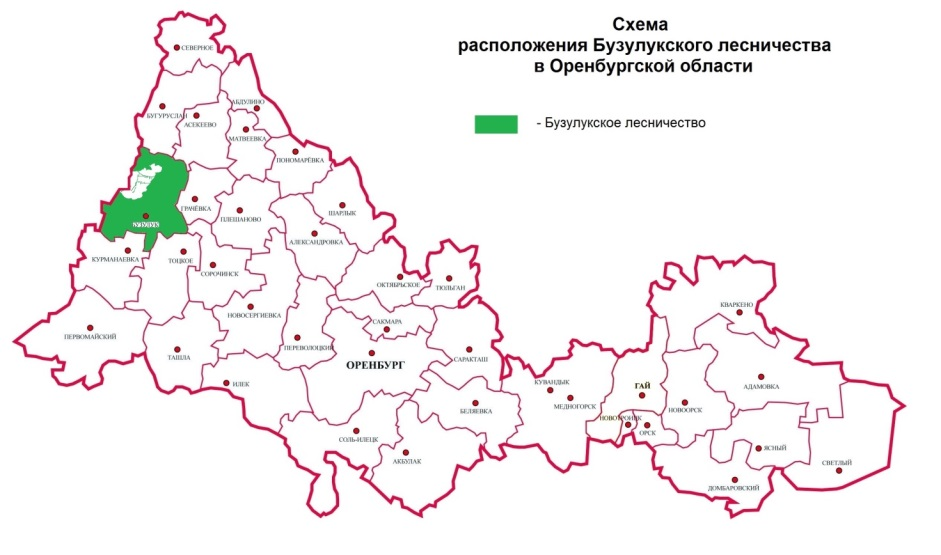 Схема
расположения Бузулукского лесничества
в Оренбургской области
- Бузулукское лесничество
СЕВЕРНОЕ
БУГУРУСЛАН
АБДУЛИНО
АСЕКЕЕВО
МАТВЕЕВКА
ПОНОМАРЁВКА
ГРАЧЁВКА
ПЛЕШАНОВО
ШАРЛЫК
БУЗУЛУК
АЛЕКСАНДРОВКА
КУРМАНАЕВКА
ТОЦКОЕ
СОРОЧИНСК
ОКТЯБРЬСКОЕ
ТЮЛЬГАН
НОВОСЕРГИЕВКА
КВАРКЕНО
САКМАРА
ПЕРВОМАЙСКИЙ
ПЕРЕВОЛОЦКИЙ
ТАШЛА
САРАКТАШ
ОРЕНБУРГ
ИЛЕК
КУВАНДЫК
ГАЙ
АДАМОВКА
МЕДНОГОРСК
БЕЛЯЕВКА
НОВООРСК
НОВОТРОИЦК
ОРСК
СОЛЬ-ИЛЕЦК
ЯСНЫЙ
АКБУЛАК
СВЕТЛЫЙ
ДОМБАРОВСКИЙ